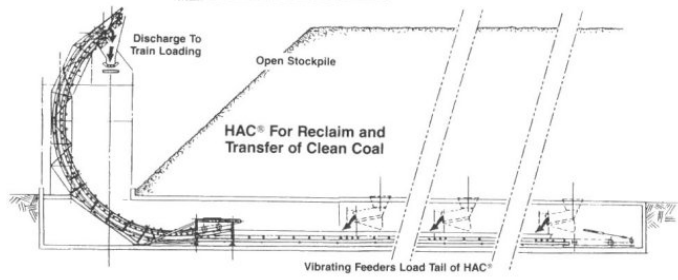 Discharge To
Train Loading
Open Stockpile
HAC® For Reclaim and
Transfer of Clean Coal
Vibrating Feeders Load Tail of HAC®